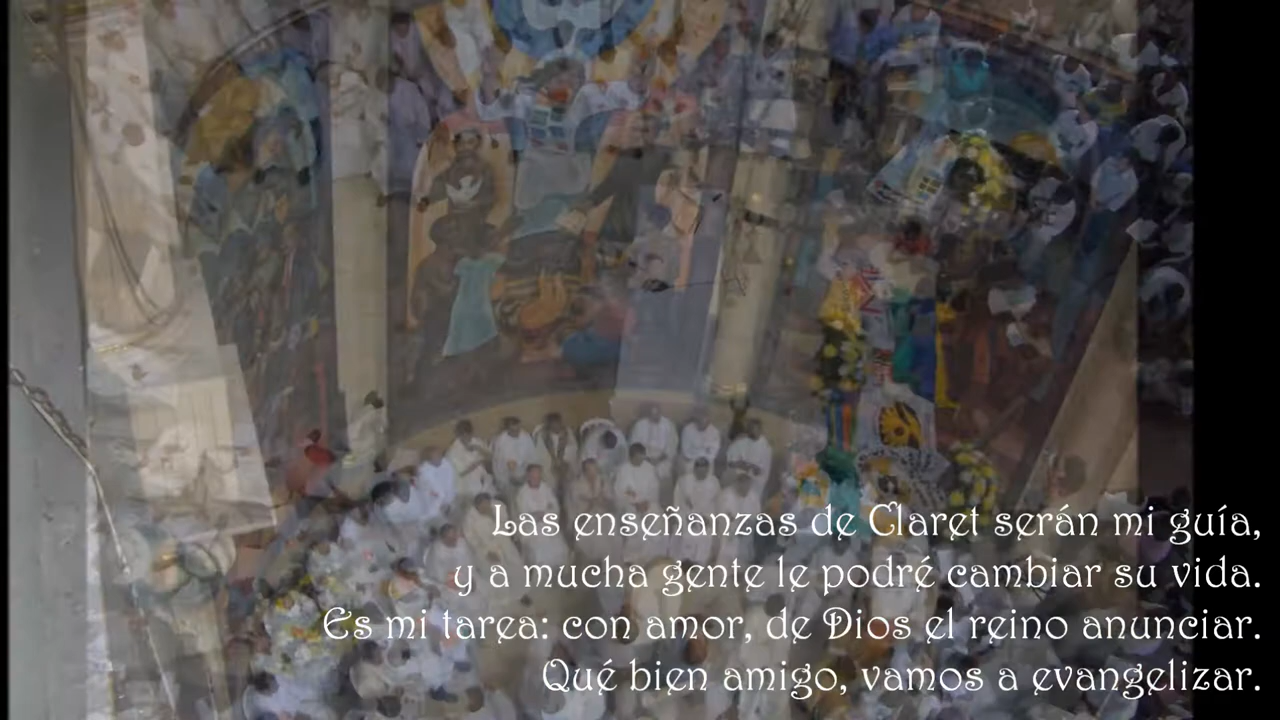 Las enseñanzas de Claret serán mi guía,
y a mucha gente le podré cambiar su vida.
Es mi tarea: con amor, de Dios el reino anunciar.
Qué bien amigo, vamos a evangelizar.